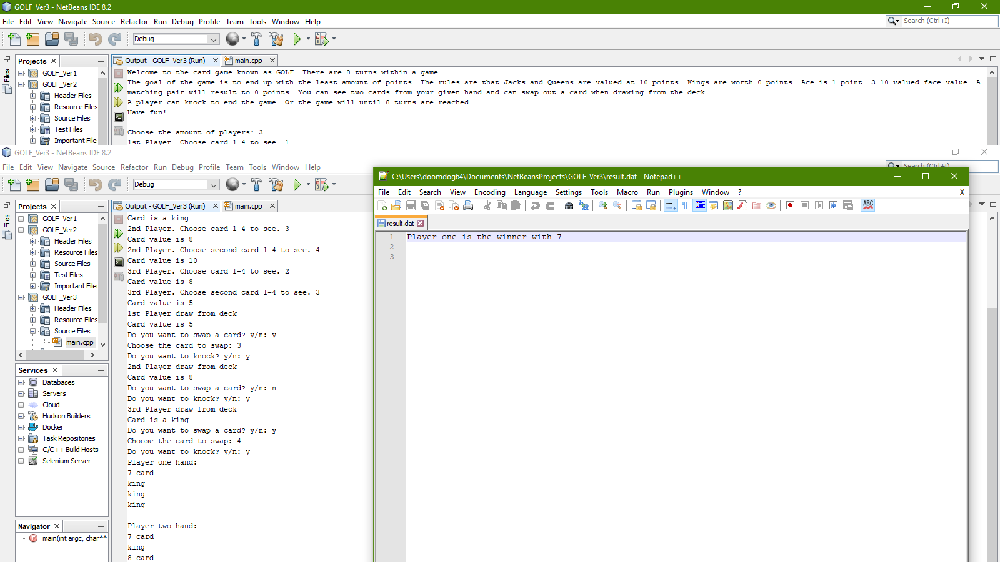 GOLF_Ver3 - NetBeans IDE 8.2
File Edit View Navigate Source Refactor Run Debug Profile Team Tools Window Help
Search (Ctrl+I)
Debug
Projects
Files
GOLF_Ver1
GOLF_Ver2
Header Files
Resource Files
Source Files
Test Files
Important Files
Output - GOLF_Ver3 (Run)
main.cpp
Welcome to the card game known as GOLF. There are 8 turns within a game.
The goal of the game is to end up with the least amount of points. The rules are that Jacks and Queens are valued at 10 points. Kings are worth 0 points. Ace is 1 point. 3-10 valued face value. A
matching pair will result to 0 points. You can see two cards from your given hand and can swap out a card when drawing from the deck.
A player can knock to end the game. Or the game will until 8 turns are reached.
Have fun!
-----------------------------------------
Choose the amount of players: 3
1st Player. Choose card 1-4 to see. 1
GOLF_Ver3 - NetBeans IDE 8.2
File Edit View Navigate Source Refactor Run Debug Profile Team Tools Window Help
Search (Ctrl+I)
Debug
Projects
Files
GOLF_Ver1
GOLF_Ver2
Header Files
Resource Files
Source Files
Test Files
Important Files
GOLF_Ver3
Header Files
Resource Files
Source Files
main.cpp
Services
Databases
Servers
Cloud
Hudson Builders
Docker
Task Repositories
C/C++ Build Hosts
Selenium Server
Navigator
main(int argc, char**
Output - GOLF_Ver3 (Run)
main.cpp
Card is a king
2nd Player. Choose card 1-4 to see. 3
Card value is 8
2nd Player. Choose second card 1-4 to see. 4
Card value is 10
3rd Player. Choose card 1-4 to see. 2
Card value is 8
3rd Player. Choose second card 1-4 to see. 3
Card value is 5
1st Player draw from deck
Card value is 5
Do you want to swap a card? y/n: y
Choose the card to swap: 3
Do you want to knock? y/n: y
2nd Player draw from deck
Card value is 8
Do you want to swap a card? y/n: n
Do you want to knock? y/n: y
3rd Player draw from deck
Card is a king
Do you want to swap a card? y/n: y
Choose the card to swap: 4
Do you want to knock? y/n: y
Player one hand:
7 card
king
king
king
Player two hand:
7 card
king
8 card
C:\Users\doomdog64\Documents\NetBeansProjects\GOLF_Ver3\result.dat - Notepad++
File Edit Search View Encoding Language Settings Tools Macro Run Plugins Window ? X
ABC
result.dat
1 Player one is the winner with 7
2
3